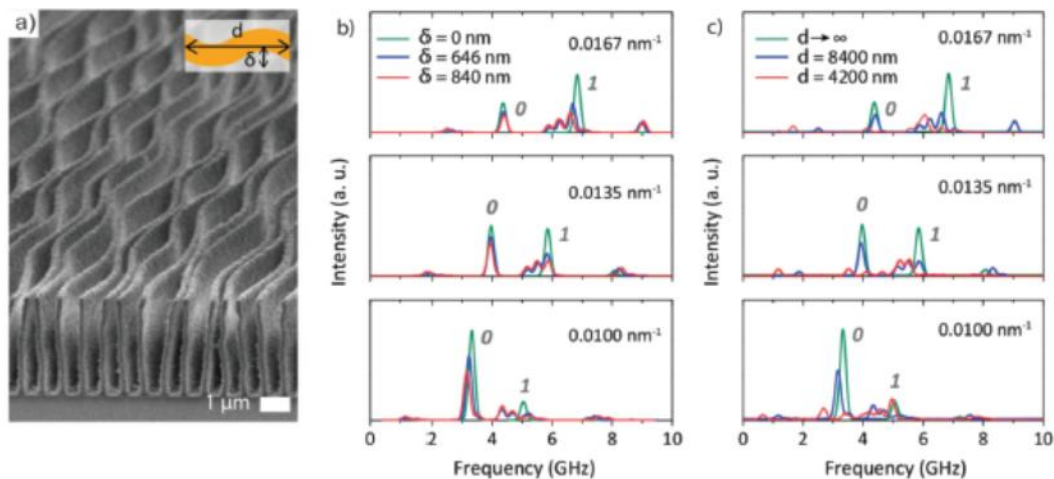 a)
d
δ
1 μm
b)
δ = 0 nm
δ = 646 nm
δ = 840 nm
0.0167 nm⁻¹
0
1
0.0135 nm⁻¹
0
1
0.0100 nm⁻¹
0
1
Intensity (a. u.)
0 2 4 6 8 10
Frequency (GHz)
c)
d → ∞
d = 8400 nm
d = 4200 nm
0.0167 nm⁻¹
0
1
0.0135 nm⁻¹
0
1
0.0100 nm⁻¹
0
1
Intensity (a. u.)
0 2 4 6 8 10
Frequency (GHz)